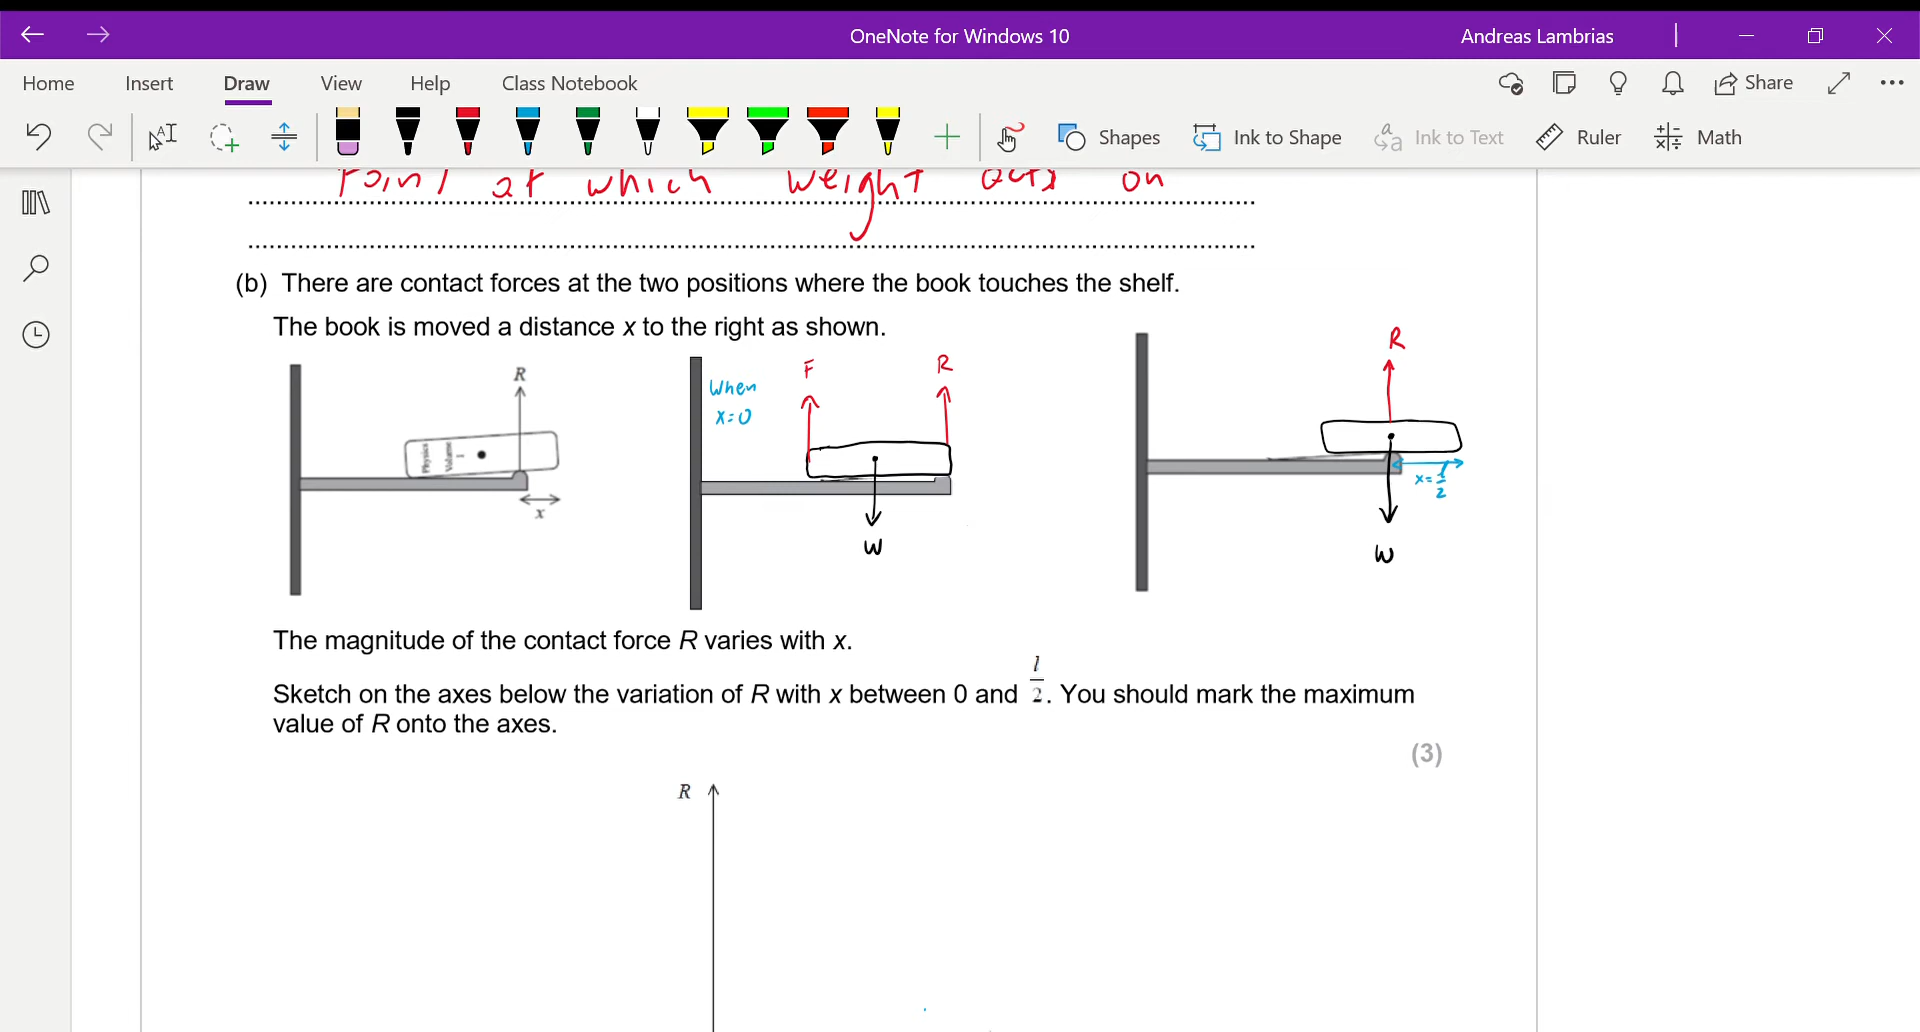 OneNote for Windows 10
Andreas Lambrias
Home Insert Draw View Help Class Notebook
Share
Shapes Ink to Shape Ink to Text Ruler Math
Point at which weight acts on
(b) There are contact forces at the two positions where the book touches the shelf.
The book is moved a distance x to the right as shown.
R
Physics
Volume
I
x
When
x=0
F
R
W
R
x=l/2
W
The magnitude of the contact force R varies with x.
Sketch on the axes below the variation of R with x between 0 and l/2. You should mark the maximum
value of R onto the axes.
(3)
R